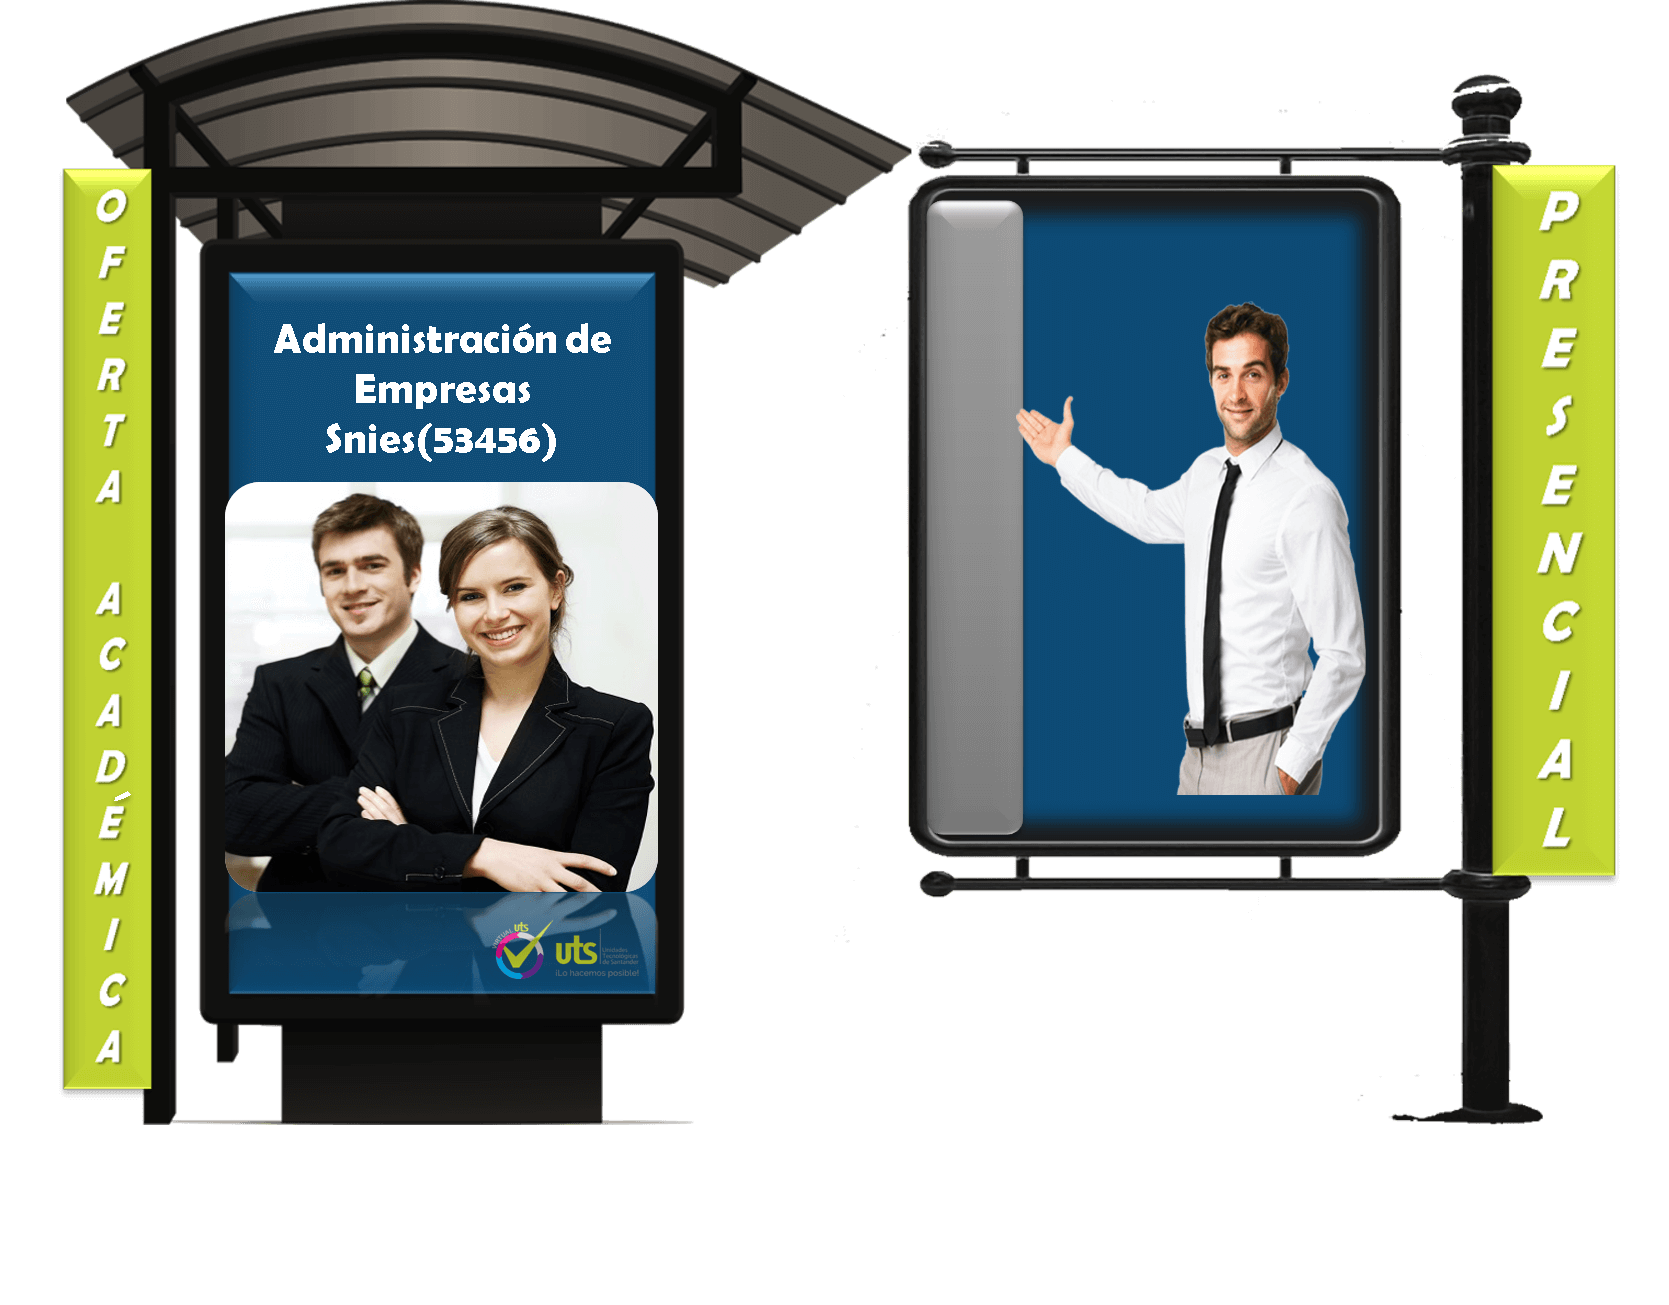 OFERTA ACADÉMICA
Administración de
Empresas
Snies(53456)
VIRTUAL uts
uts
Unidades
Tecnológicas
de Santander
¡Lo hacemos posible!
PRESENCIAL